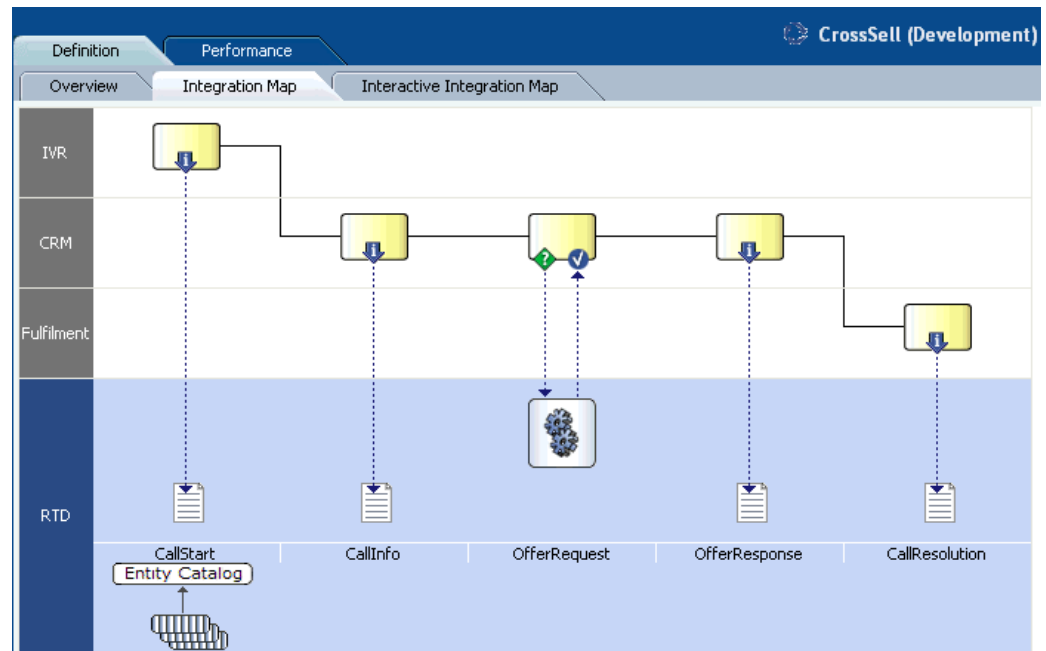 CrossSell (Development)
Definition Performance
Overview Integration Map Interactive Integration Map
IVR
CRM
Fulfilment
RTD
CallStart CallInfo OfferRequest OfferResponse CallResolution
Entity Catalog